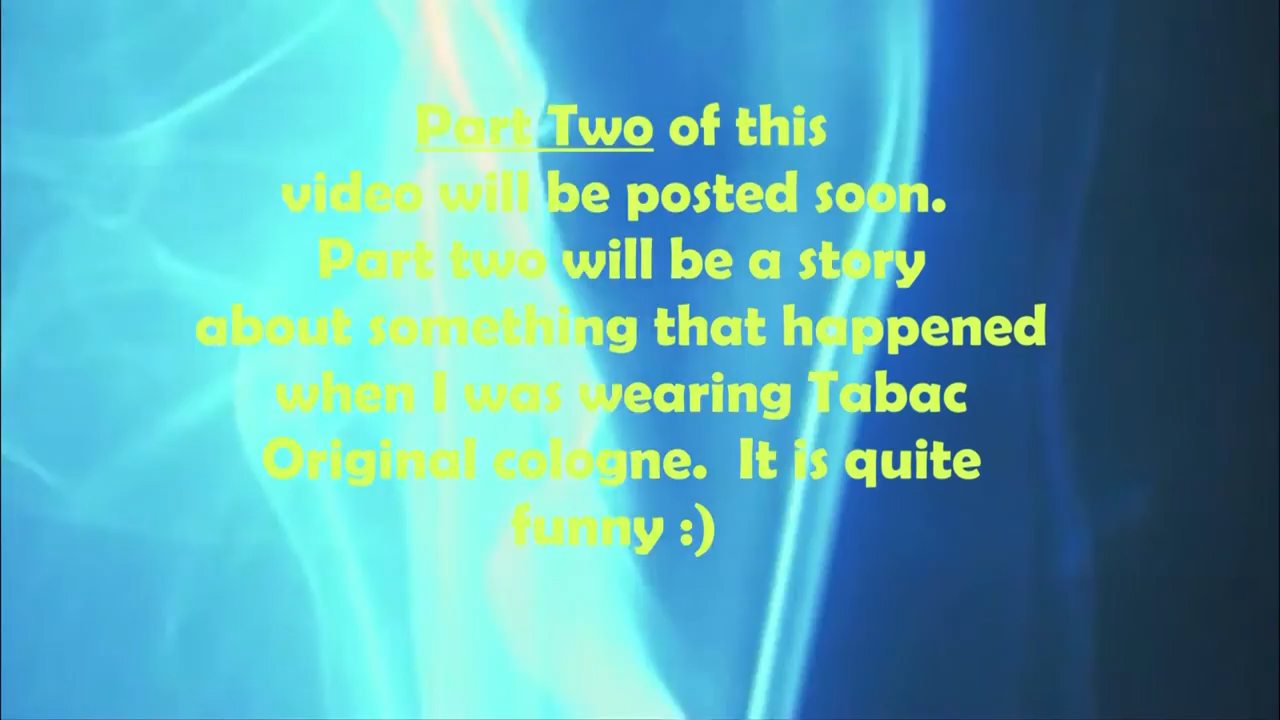 Part Two of this
video will be posted soon.
Part two will be a story
about something that happened
when I was wearing Tabac
Original cologne.  It is quite
funny :)